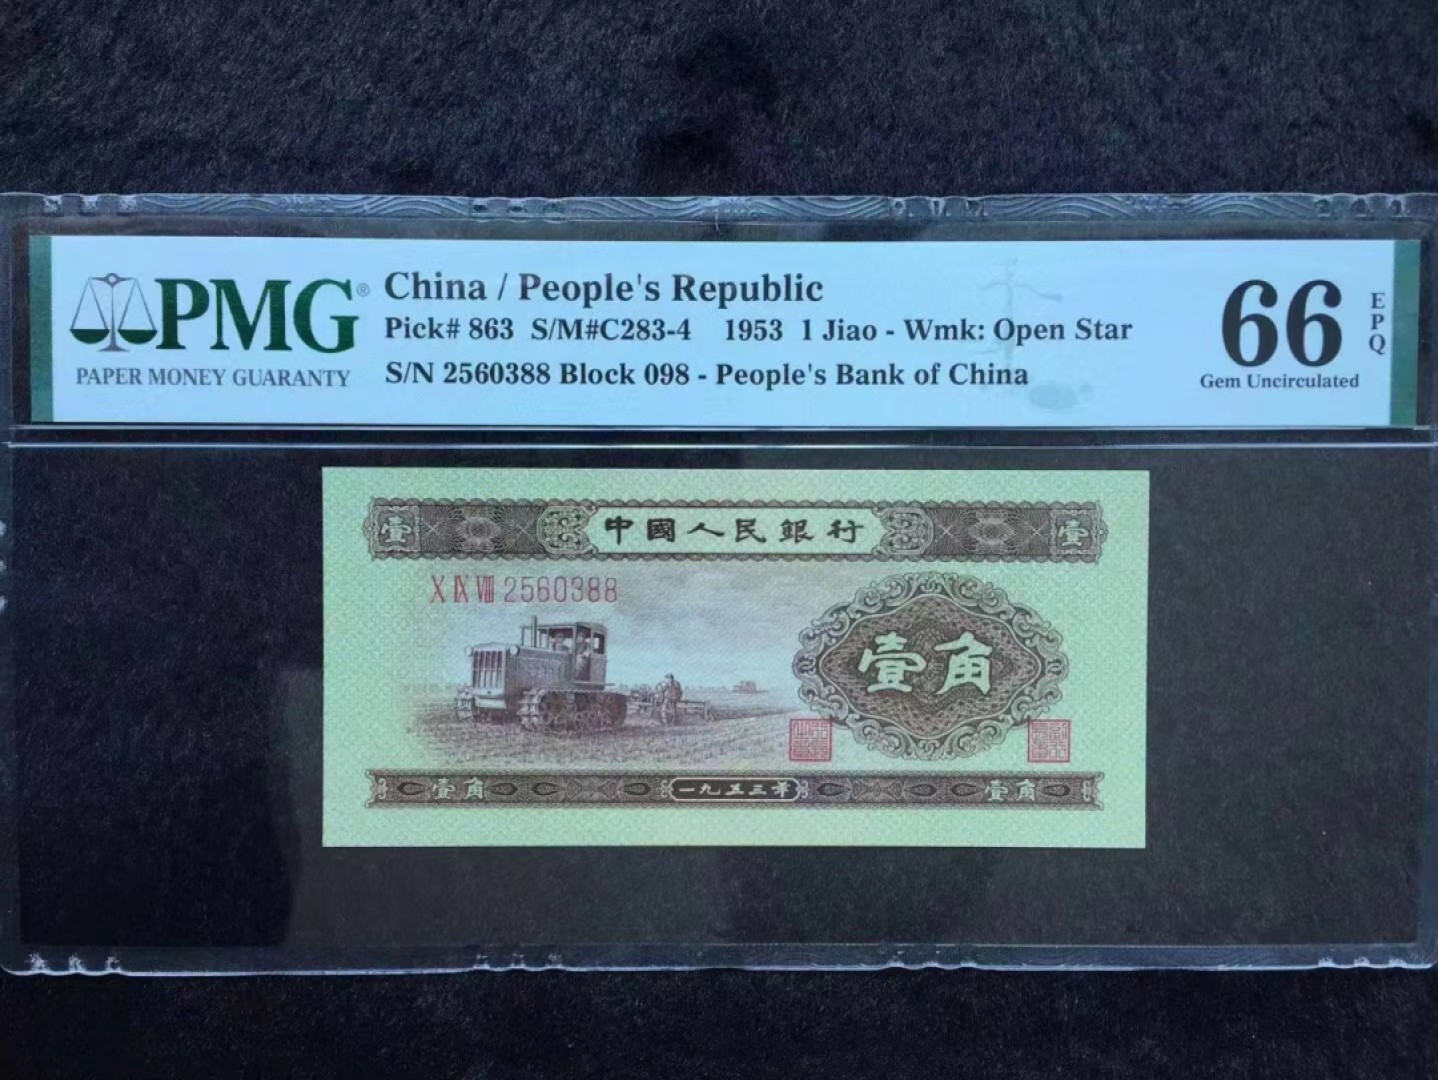 PMG®
PAPER MONEY GUARANTY
China / People's Republic
Pick# 863 S/M#C283-4 1953 1 Jiao - Wmk: Open Star
S/N 2560388 Block 098 - People's Bank of China
66
EPQ
Gem Uncirculated
壹 中國人民銀行 壹
X IX VIII 2560388
壹角
壹角 一九五三年 壹角